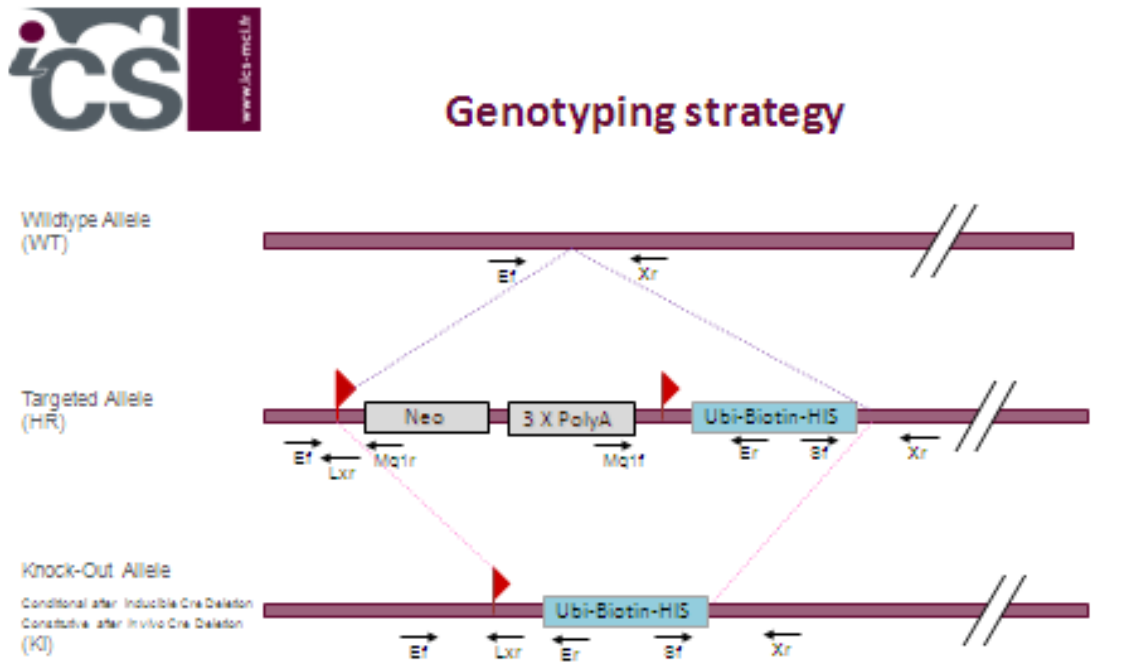 iCS
www.ics-mci.fr
Genotyping strategy
Wildtype Allele
(WT)
Ef
Xr
Targeted Allele
(HR)
Neo
3 X PolyA
Ubi-Biotin-HIS
Ef
Lxr
Mq1r
Mq1f
Er
Bf
Xr
Knock-Out Allele
Conditional after Inducible Cre Deletion
Constitutive after In vivo Cre Deletion
(KI)
Ubi-Biotin-HIS
Ef
Lxr
Er
Bf
Xr